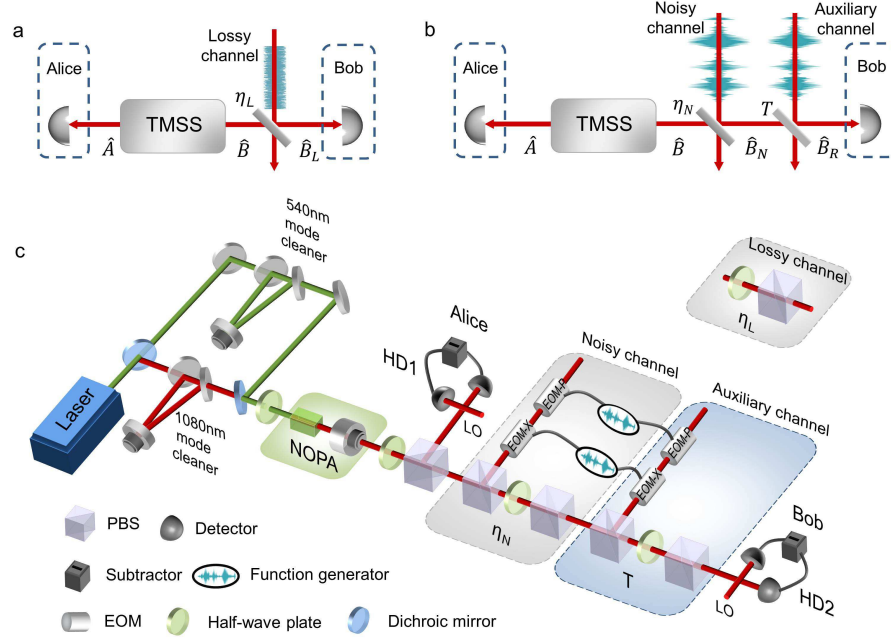 a
Alice
Lossy
channel
Bob
η_L
TMSS
Â
B̂
B̂_L
b
Alice
Noisy
channel
Auxiliary
channel
Bob
η_N
T
TMSS
Â
B̂
B̂_N
B̂_R
c
540nm
mode
cleaner
Laser
1080nm
mode
cleaner
NOPA
HD1
Alice
LO
Noisy channel
EOM-P
EOM-X
η_N
Lossy channel
η_L
Auxiliary channel
EOM-P
EOM-X
T
Bob
LO
HD2
PBS
Detector
Subtractor
Function generator
EOM
Half-wave plate
Dichroic mirror